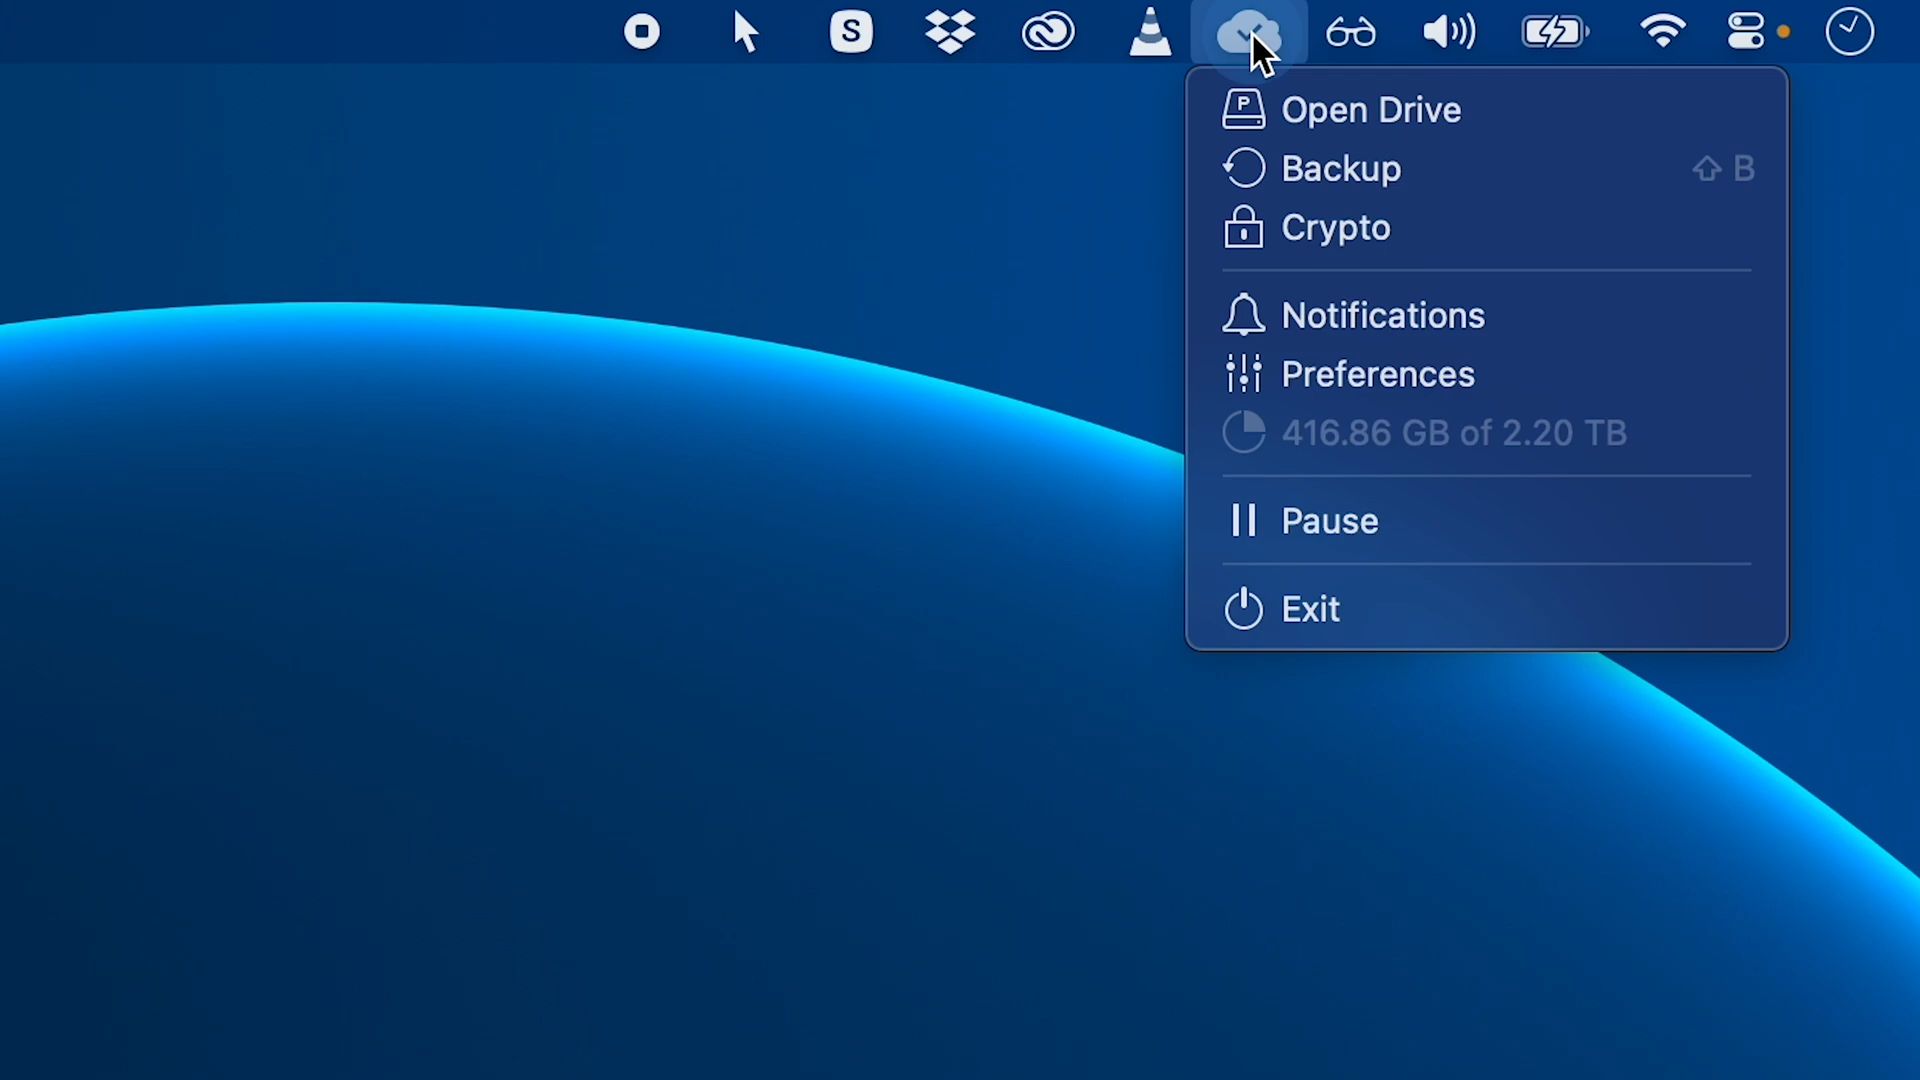 S
P Open Drive
Backup ⇧ B
Crypto
Notifications
Preferences
416.86 GB of 2.20 TB
Pause
Exit